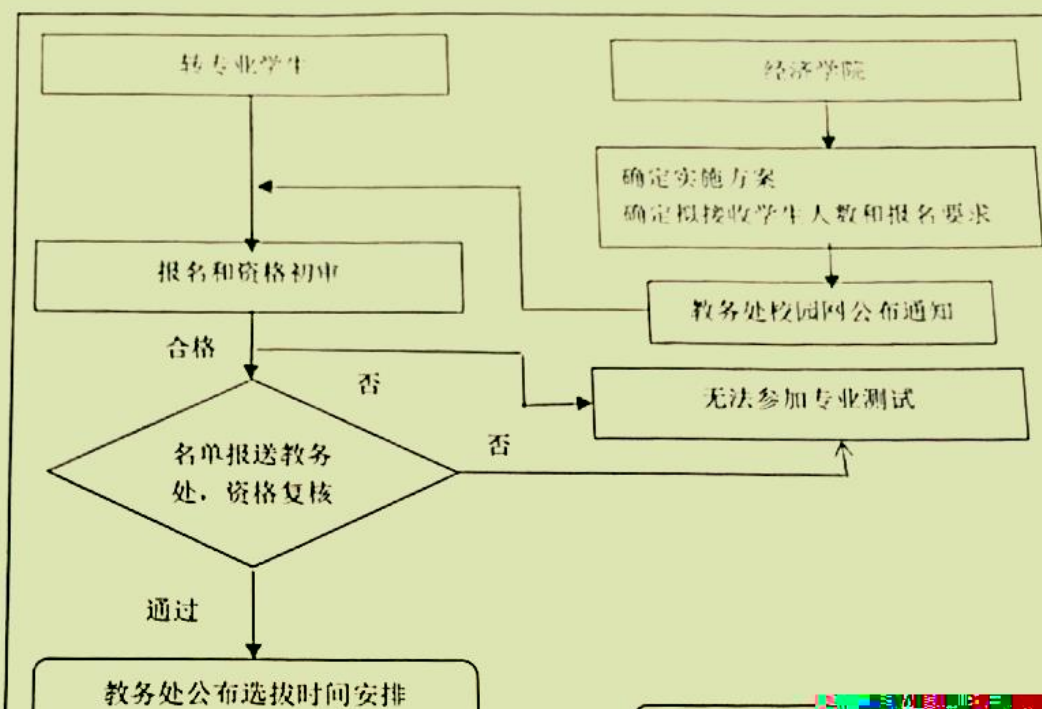 转专业学生
经济学院
确定实施方案
确定拟接收学生人数和报名要求
报名和资格初审
教务处校园网公布通知
合格
否
无法参加专业测试
名单报送教务
处，资格复核
否
通过
教务处公布选拔时间安排